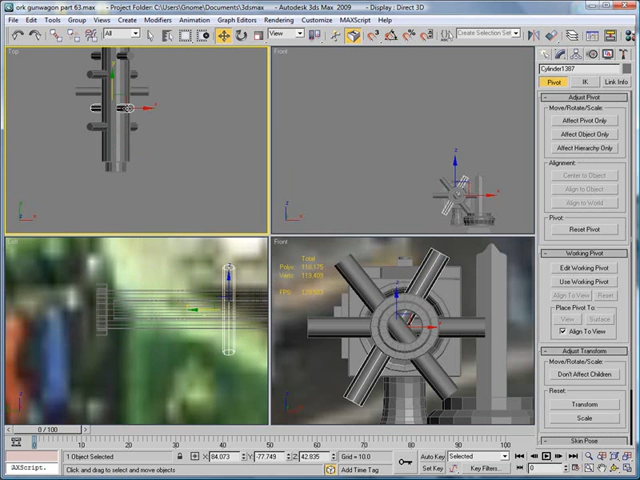 ork gunwagon part 63.max - Project Folder: C:\Users\Gnome\Documents\3dsmax - Autodesk 3ds Max 2009 - Display : Direct 3D
File Edit Tools Group Views Create Modifiers Animation Graph Editors Rendering Customize MAXScript Help
All View Create Selection Set
Top
Front
Left
Front
Total
Polys:
Verts:
FPS:
x
z
Cylinder1387
Pivot IK Link Info
Adjust Pivot
Move/Rotate/Scale:
Affect Pivot Only
Affect Object Only
Affect Hierarchy Only
Alignment:
Center to Object
Align to Object
Align to World
Pivot:
Reset Pivot
Working Pivot
Edit Working Pivot
Use Working Pivot
Align To View Reset
Place Pivot To:
View Surface
Align To View
Adjust Transform
Move/Rotate/Scale:
Don't Affect Children
Reset:
Transform
Scale
Skin Pose
0 / 100
0 10 20 30 40 50 60 70 80 90 100
AXScript. 1 Object Selected X: 84.073 Y: -77.749 Z: 42.835 Grid = 10.0 Auto Key Selected
Click and drag to select and move objects Add Time Tag Set Key Key Filters... 0